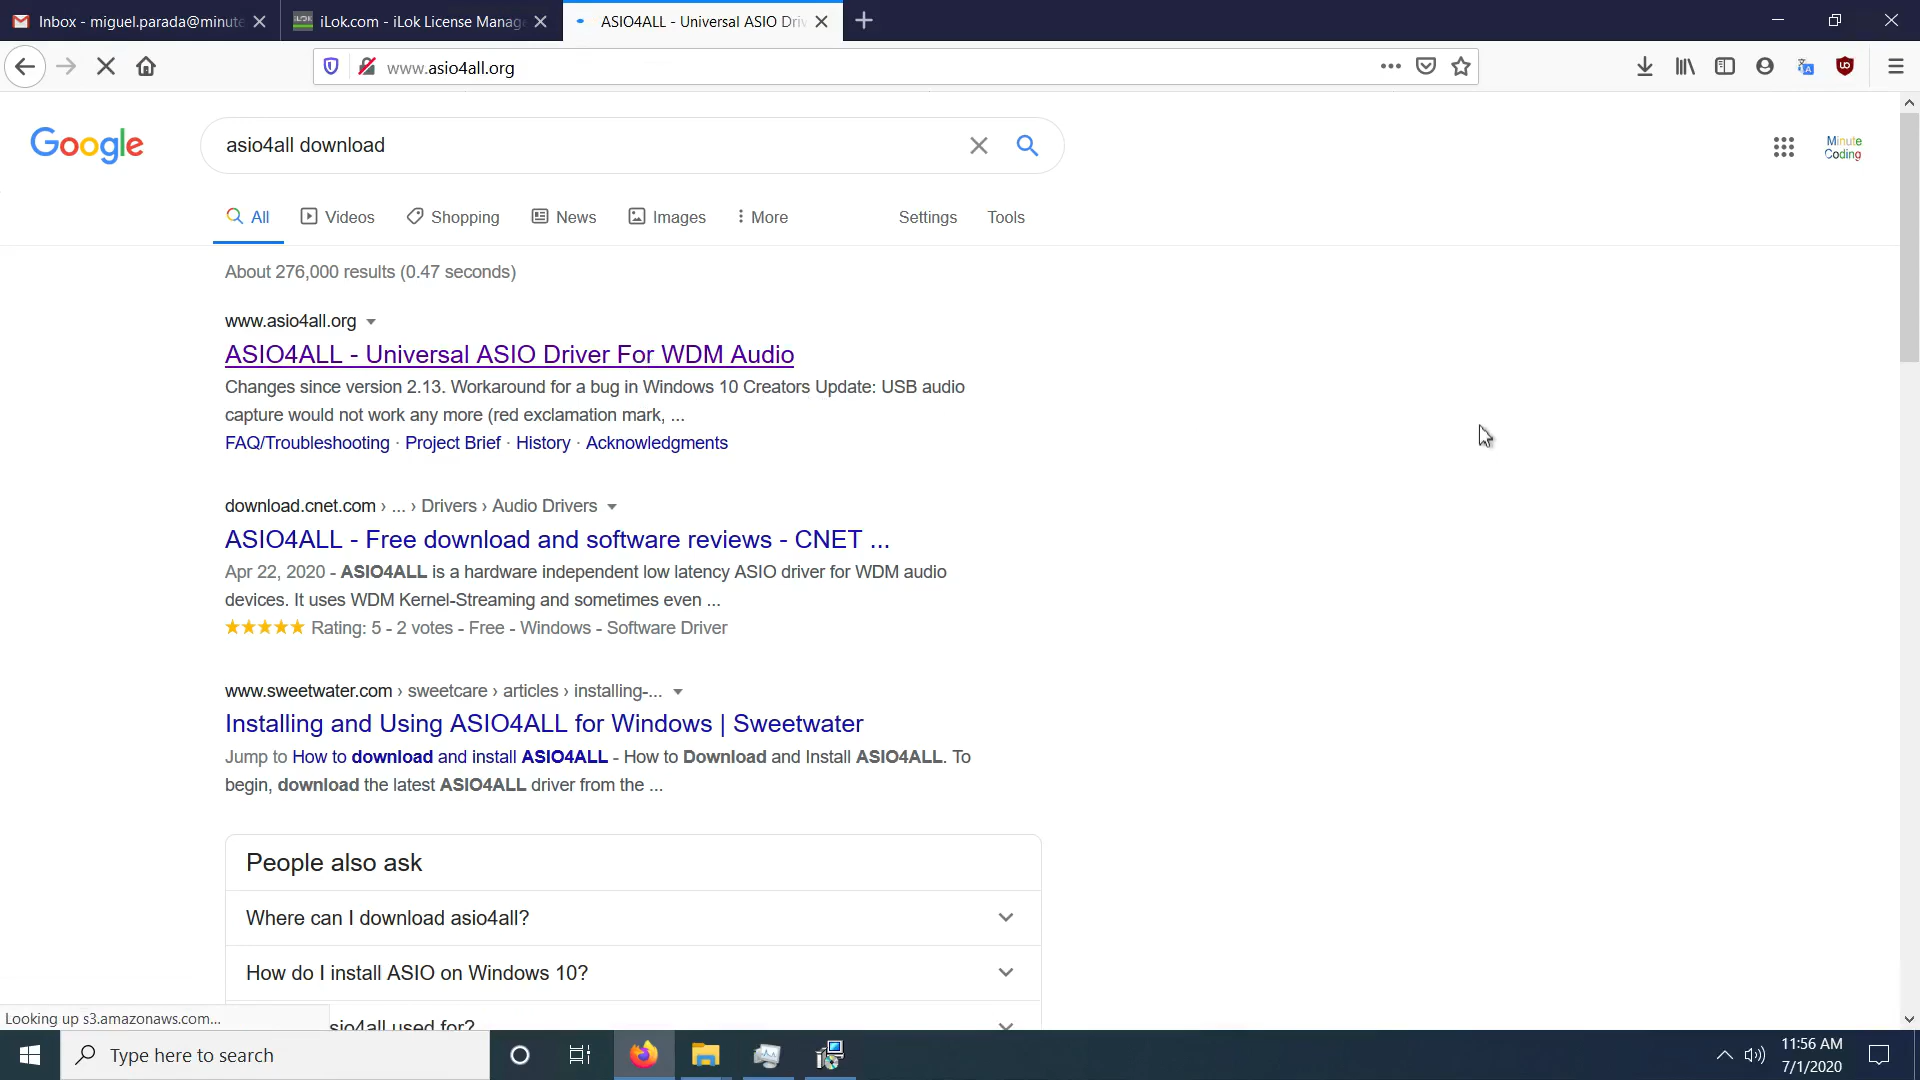 Inbox - miguel.parada@minute
iLok.com - iLok License Manag
ASIO4ALL - Universal ASIO Driv
www.asio4all.org
Google
asio4all download
Minute
Coding
All
Videos
Shopping
News
Images
More
Settings
Tools
About 276,000 results (0.47 seconds)
www.asio4all.org
ASIO4ALL - Universal ASIO Driver For WDM Audio
Changes since version 2.13. Workaround for a bug in Windows 10 Creators Update: USB audio
capture would not work any more (red exclamation mark, ...
FAQ/Troubleshooting · Project Brief · History · Acknowledgments
download.cnet.com › ... › Drivers › Audio Drivers
ASIO4ALL - Free download and software reviews - CNET ...
Apr 22, 2020 - ASIO4ALL is a hardware independent low latency ASIO driver for WDM audio
devices. It uses WDM Kernel-Streaming and sometimes even ...
★★★★★ Rating: 5 - 2 votes - Free - Windows - Software Driver
www.sweetwater.com › sweetcare › articles › installing-...
Installing and Using ASIO4ALL for Windows | Sweetwater
Jump to How to download and install ASIO4ALL - How to Download and Install ASIO4ALL. To
begin, download the latest ASIO4ALL driver from the ...
People also ask
Where can I download asio4all?
How do I install ASIO on Windows 10?
sio4all used for?
Looking up s3.amazonaws.com...
Type here to search
11:56 AM
7/1/2020